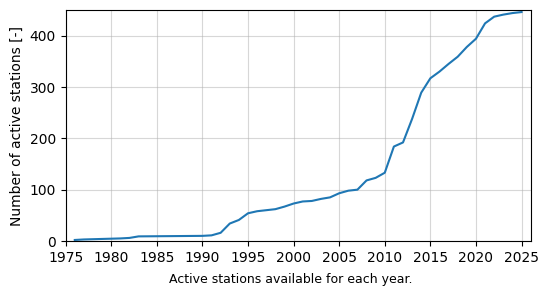 Number of active stations [-]
400
300
200
100
0
1975 1980 1985 1990 1995 2000 2005 2010 2015 2020 2025
Active stations available for each year.